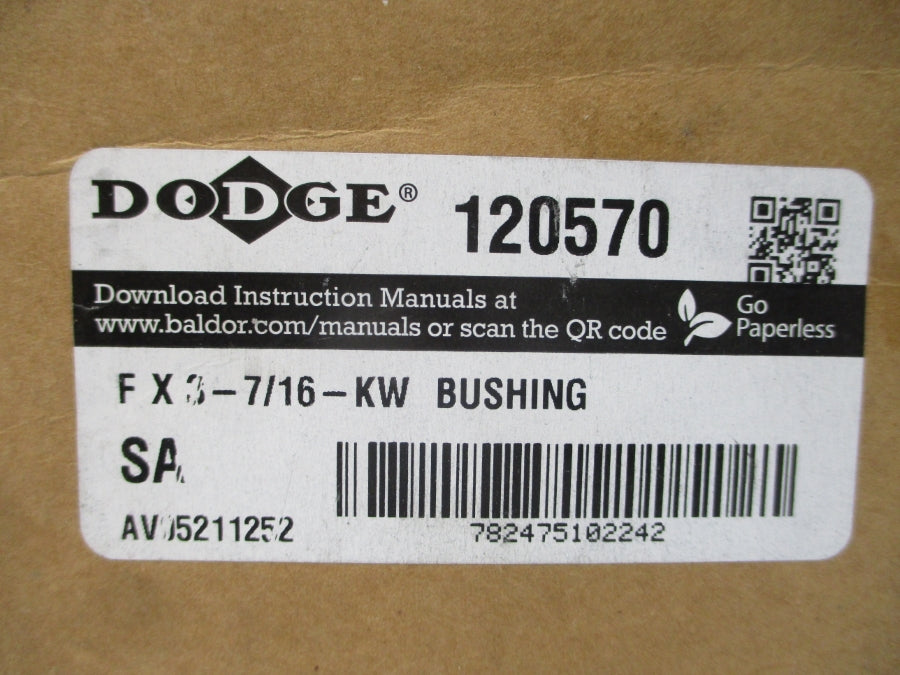 DODGE® 120570
Download Instruction Manuals at
www.baldor.com/manuals or scan the QR code
Go
Paperless
F X 3-7/16-KW BUSHING
SA
782475102242